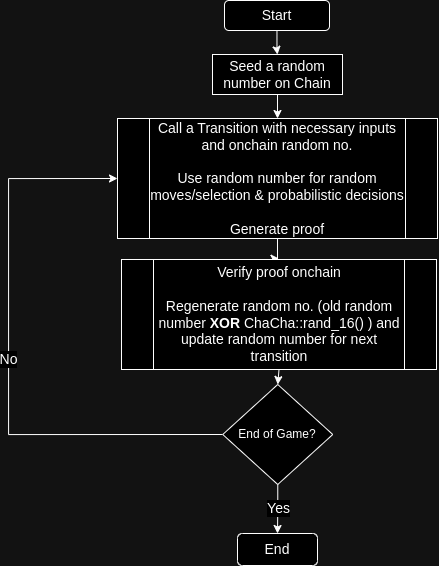 Start
Seed a random
number on Chain
Call a Transition with necessary inputs
and onchain random no.
Use random number for random
moves/selection & probabilistic decisions
Generate proof
Verify proof onchain
Regenerate random no. (old random
number XOR ChaCha::rand_16() ) and
update random number for next
transition
No
End of Game?
Yes
End